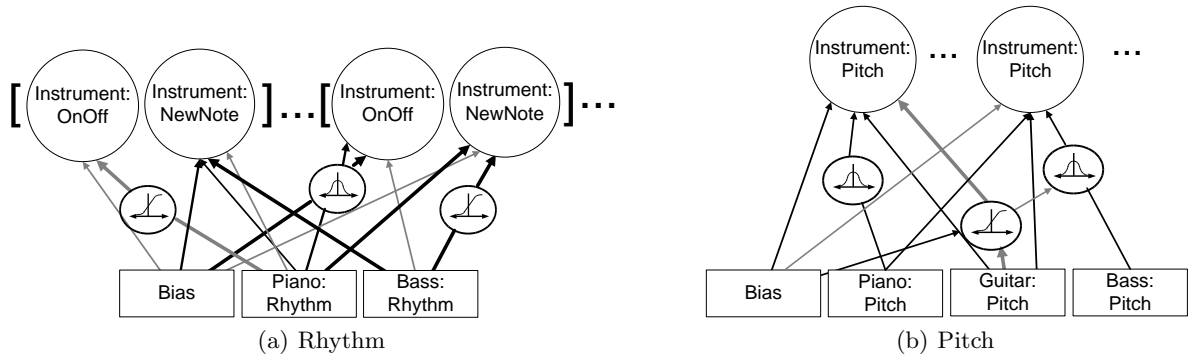 [ Instrument: OnOff
Instrument: NewNote ] ...
[ Instrument: OnOff
Instrument: NewNote ] ...
Bias
Piano: Rhythm
Bass: Rhythm
(a) Rhythm
Instrument: Pitch
...
Instrument: Pitch
...
Bias
Piano: Pitch
Guitar: Pitch
Bass: Pitch
(b) Pitch